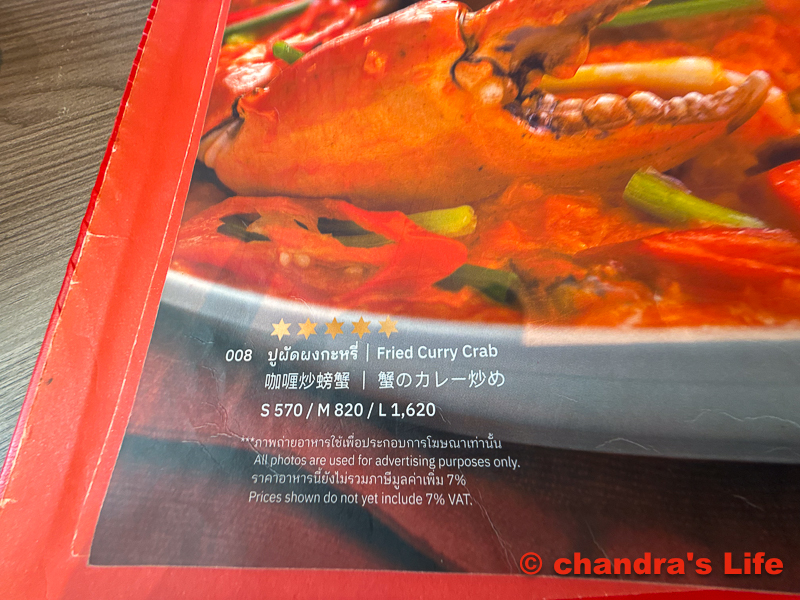 008 ปูผัดผงกะหรี่ | Fried Curry Crab
咖喱炒螃蟹 | 蟹のカレー炒め
S 570 / M 820 / L 1,620
***ภาพถ่ายอาหารใช้เพื่อประกอบการโฆษณาเท่านั้น
All photos are used for advertising purposes only.
ราคาอาหารนี้ยังไม่รวมภาษีมูลค่าเพิ่ม 7%
Prices shown do not yet include 7% VAT.
© chandra's Life